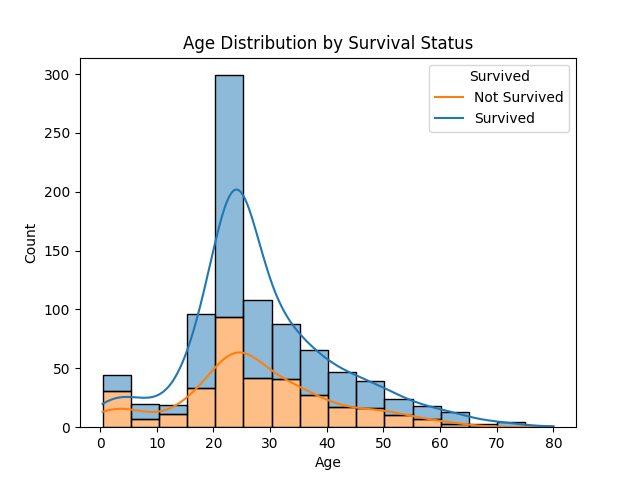 Age Distribution by Survival Status
Survived
Not Survived
Survived
300
250
200
150
100
50
0
Count
0 10 20 30 40 50 60 70 80
Age